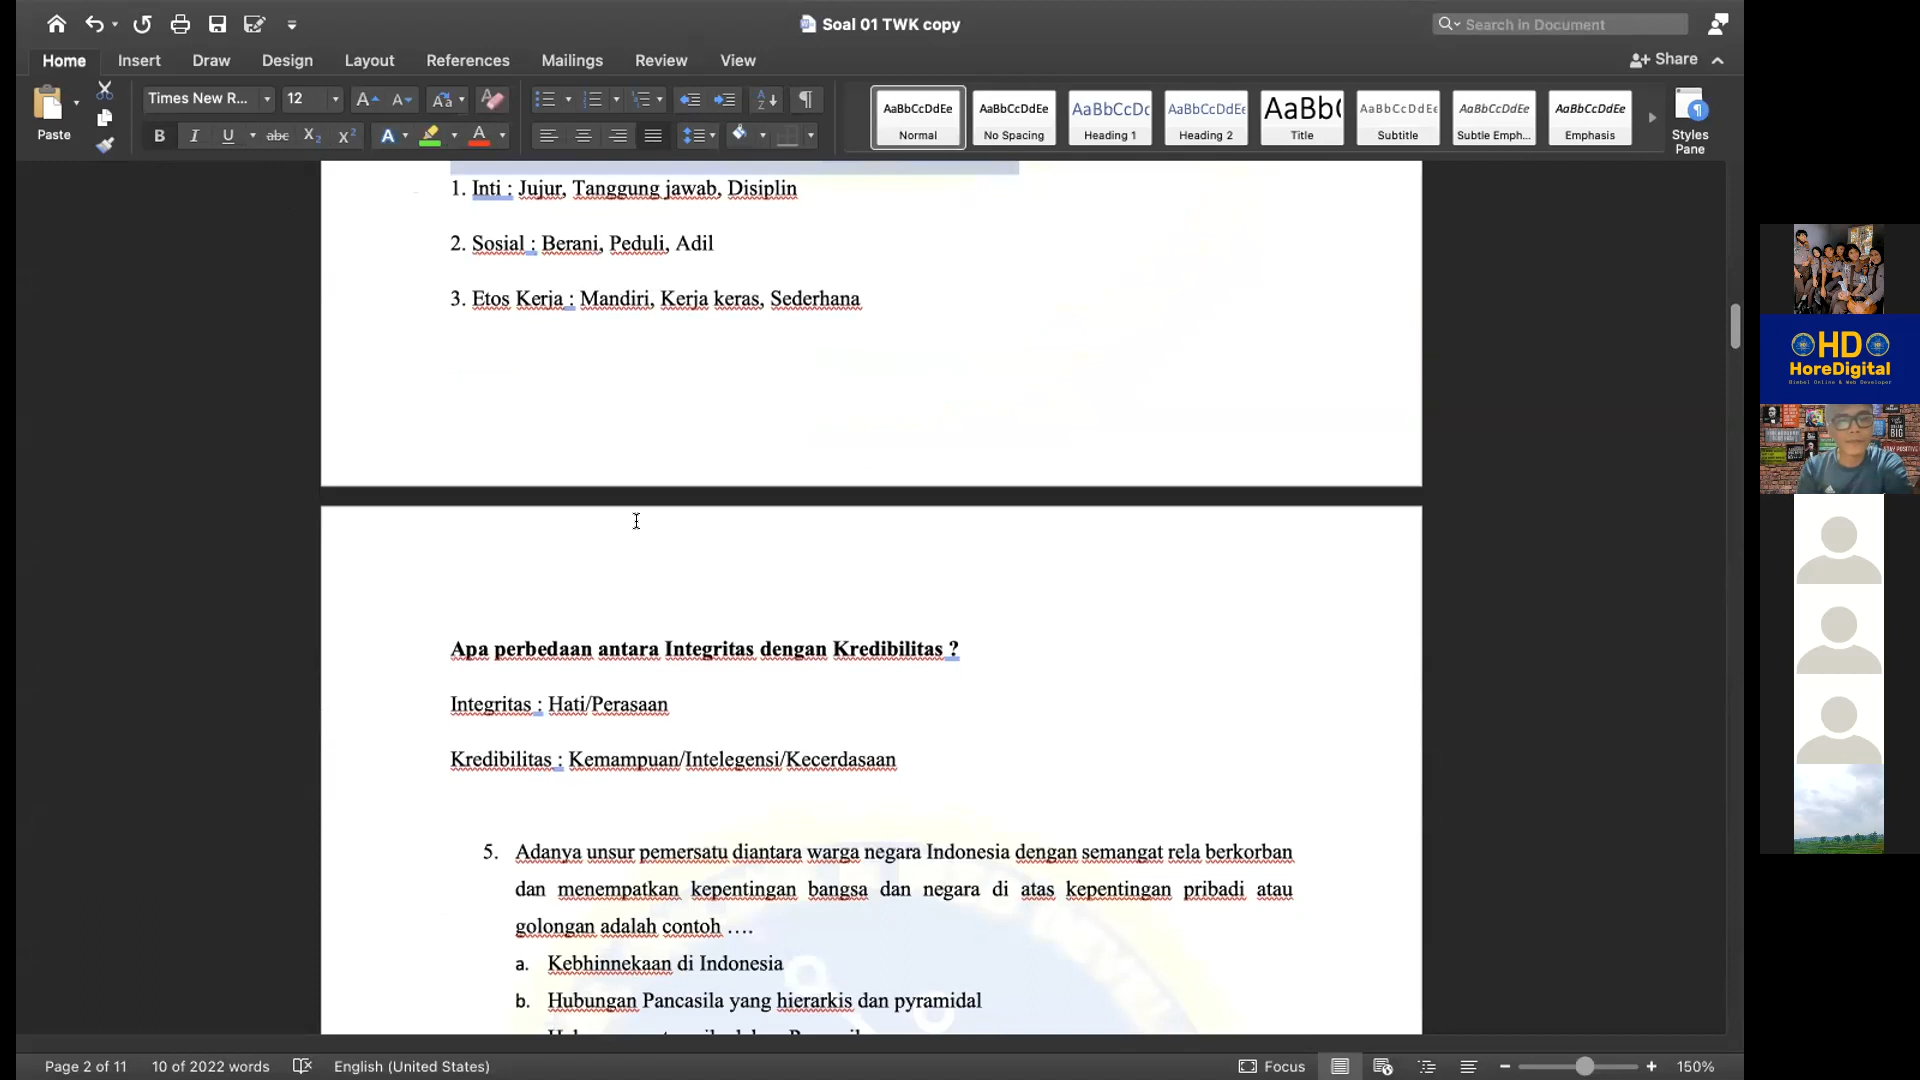 Soal 01 TWK copy
Search in Document
Home Insert Draw Design Layout References Mailings Review View
Share
Paste
Times New R... 12
AaBbCcDdEe Normal
AaBbCcDdEe No Spacing
AaBbCcDc Heading 1
AaBbCcDdEe Heading 2
AaBb( Title
AaBbCcDdEe Subtitle
AaBbCcDdEe Subtle Emph...
AaBbCcDdEe Emphasis
Styles Pane
1. Inti : Jujur, Tanggung jawab, Disiplin
2. Sosial : Berani, Peduli, Adil
3. Etos Kerja : Mandiri, Kerja keras, Sederhana
Apa perbedaan antara Integritas dengan Kredibilitas ?
Integritas : Hati/Perasaan
Kredibilitas : Kemampuan/Intelegensi/Kecerdasaan
5. Adanya unsur pemersatu diantara warga negara Indonesia dengan semangat rela berkorban
dan menempatkan kepentingan bangsa dan negara di atas kepentingan pribadi atau
golongan adalah contoh ….
a. Kebhinnekaan di Indonesia
b. Hubungan Pancasila yang hierarkis dan pyramidal
Page 2 of 11 10 of 2022 words English (United States) Focus 150%
HD
HoreDigital
Bimbel Online & Web Developer